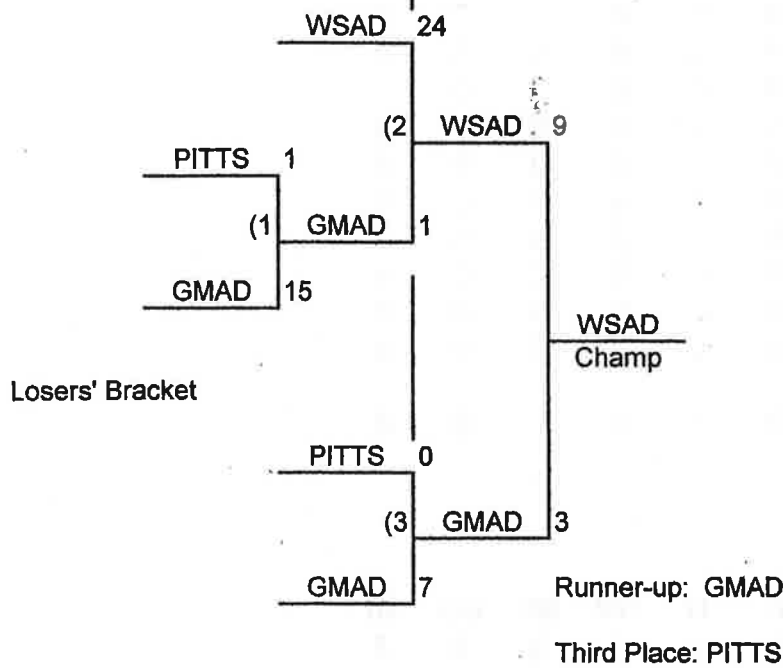 WSAD 24
(2 WSAD 9
PITTS 1
(1 GMAD 1
GMAD 15
WSAD
Champ
Losers' Bracket
PITTS 0
(3 GMAD 3
GMAD 7
Runner-up: GMAD
Third Place: PITTS